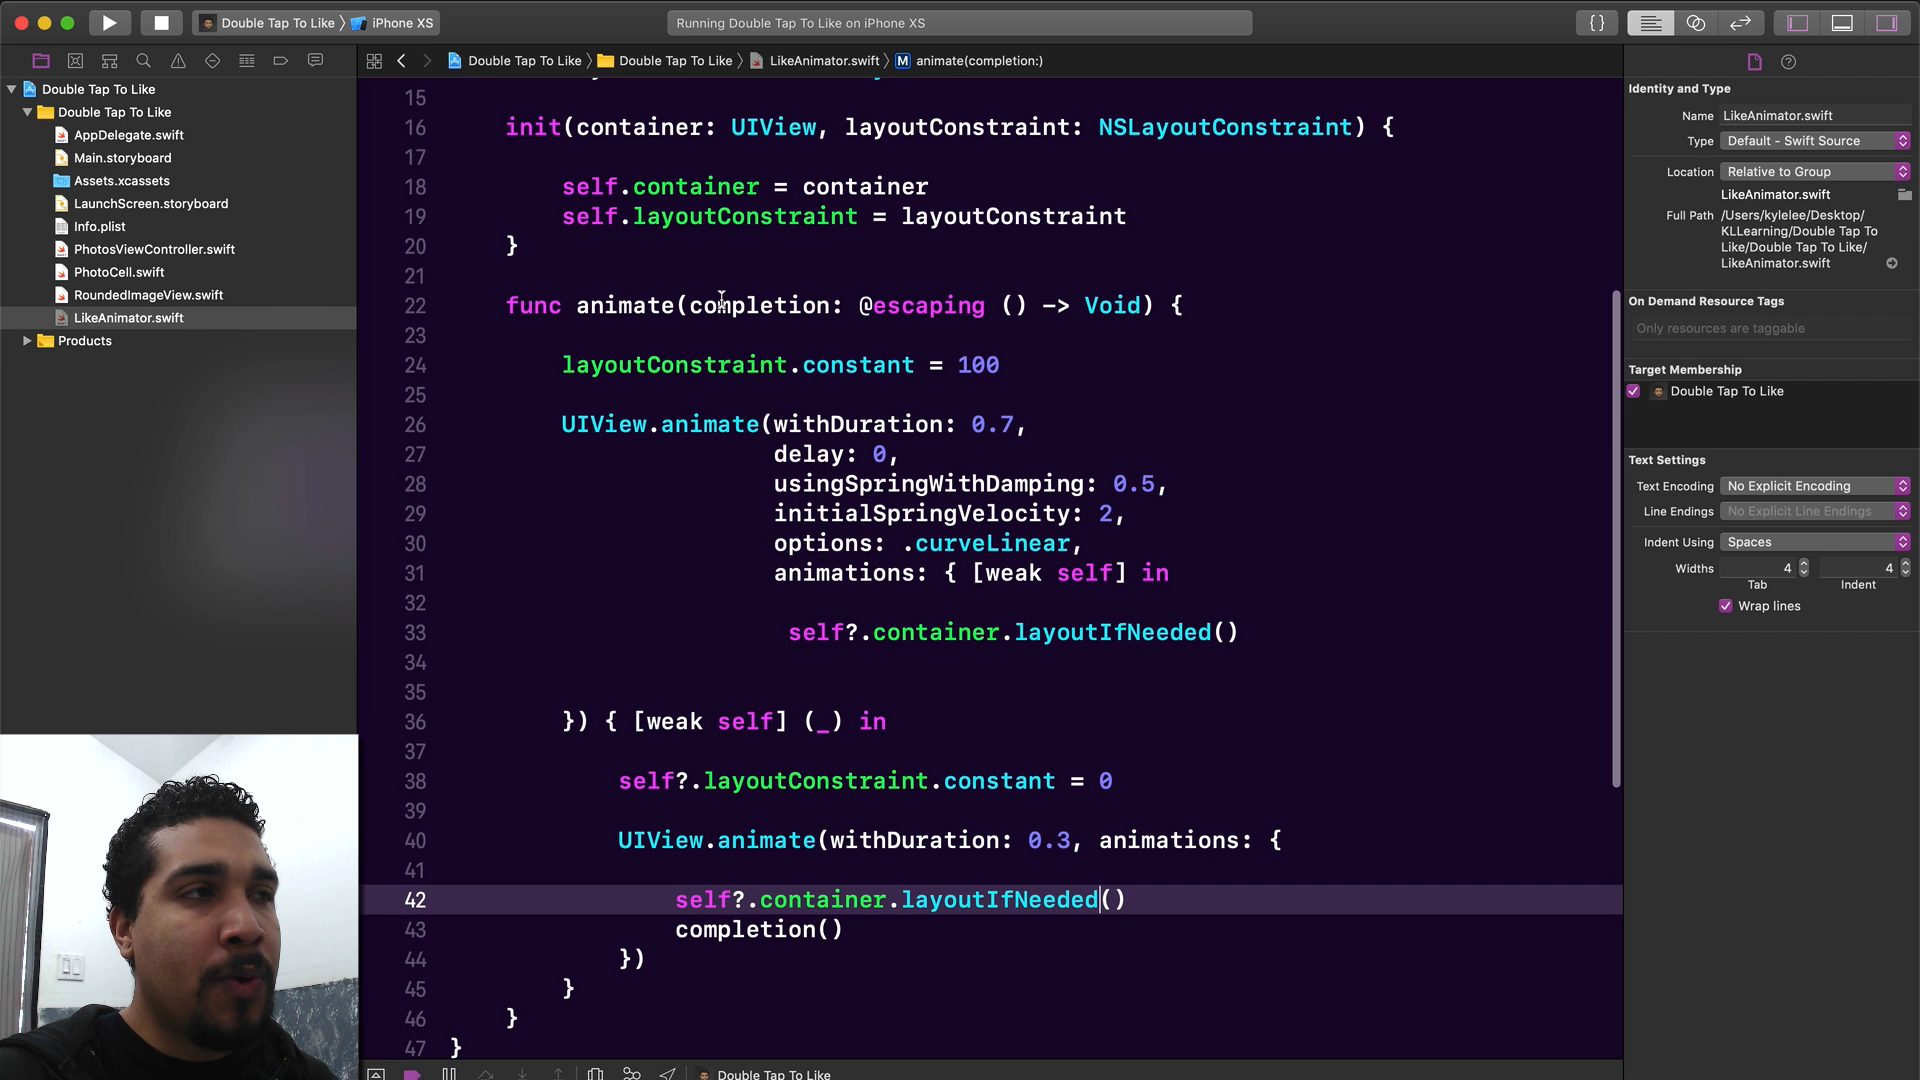 Double Tap To Like
iPhone XS
Running Double Tap To Like on iPhone XS
{ }
Double Tap To Like
Double Tap To Like
LikeAnimator.swift
M
animate(completion:)
Double Tap To Like
Double Tap To Like
AppDelegate.swift
Main.storyboard
Assets.xcassets
LaunchScreen.storyboard
Info.plist
PhotosViewController.swift
PhotoCell.swift
RoundedImageView.swift
LikeAnimator.swift
Products
15
16 init(container: UIView, layoutConstraint: NSLayoutConstraint) {
17
18 self.container = container
19 self.layoutConstraint = layoutConstraint
20 }
21
22 func animate(completion: @escaping () -> Void) {
23
24 layoutConstraint.constant = 100
25
26 UIView.animate(withDuration: 0.7,
27 delay: 0,
28 usingSpringWithDamping: 0.5,
29 initialSpringVelocity: 2,
30 options: .curveLinear,
31 animations: { [weak self] in
32
33 self?.container.layoutIfNeeded()
34
35
36 }) { [weak self] (_) in
37
38 self?.layoutConstraint.constant = 0
39
40 UIView.animate(withDuration: 0.3, animations: {
41
42 self?.container.layoutIfNeeded()
43 completion()
44 })
45 }
46 }
47 }
Double Tap To Like
Identity and Type
Name LikeAnimator.swift
Type Default - Swift Source
Location Relative to Group
LikeAnimator.swift
Full Path /Users/kylelee/Desktop/
KLLearning/Double Tap To
Like/Double Tap To Like/
LikeAnimator.swift
On Demand Resource Tags
Only resources are taggable
Target Membership
Double Tap To Like
Text Settings
Text Encoding No Explicit Encoding
Line Endings No Explicit Line Endings
Indent Using Spaces
Widths 4 4
Tab Indent
Wrap lines